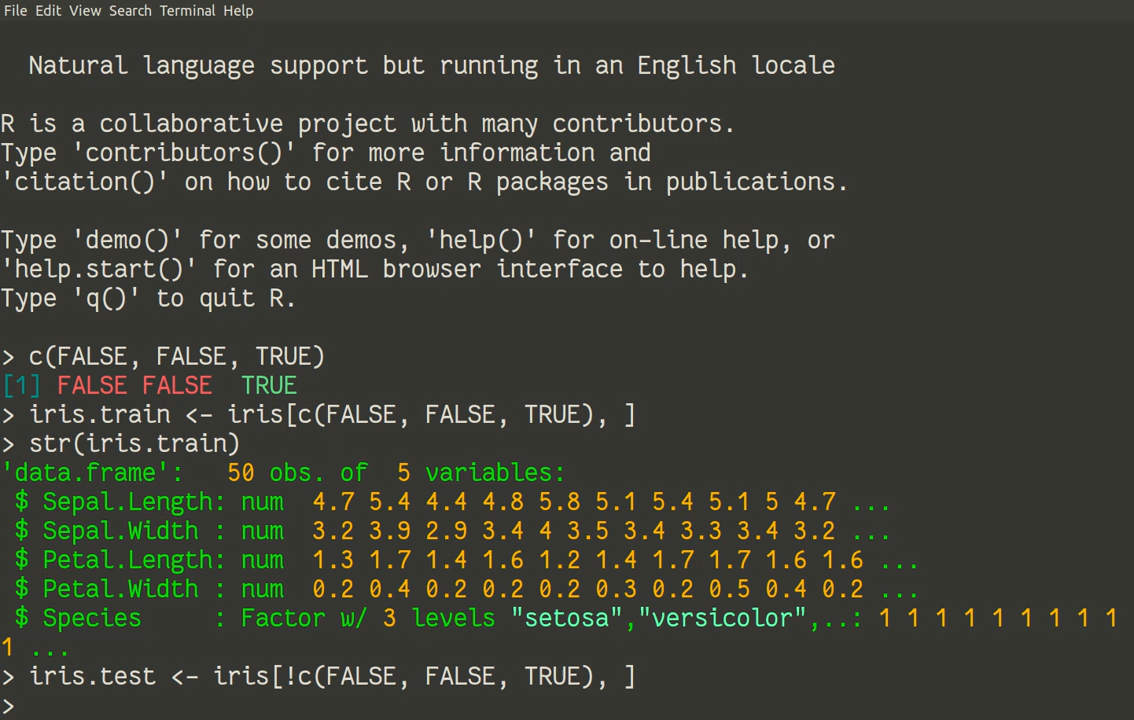 File Edit View Search Terminal Help
Natural language support but running in an English locale
R is a collaborative project with many contributors.
Type 'contributors()' for more information and
'citation()' on how to cite R or R packages in publications.
Type 'demo()' for some demos, 'help()' for on-line help, or
'help.start()' for an HTML browser interface to help.
Type 'q()' to quit R.
> c(FALSE, FALSE, TRUE)
[1] FALSE FALSE  TRUE
> iris.train <- iris[c(FALSE, FALSE, TRUE), ]
> str(iris.train)
'data.frame':   50 obs. of  5 variables:
 $ Sepal.Length: num  4.7 5.4 4.4 4.8 5.8 5.1 5.4 5.1 5 4.7 ...
 $ Sepal.Width : num  3.2 3.9 2.9 3.4 4 3.5 3.4 3.3 3.4 3.2 ...
 $ Petal.Length: num  1.3 1.7 1.4 1.6 1.2 1.4 1.7 1.7 1.6 1.6 ...
 $ Petal.Width : num  0.2 0.4 0.2 0.2 0.2 0.3 0.2 0.5 0.4 0.2 ...
 $ Species     : Factor w/ 3 levels "setosa","versicolor",..: 1 1 1 1 1 1 1 1 1
1 ...
> iris.test <- iris[!c(FALSE, FALSE, TRUE), ]
>